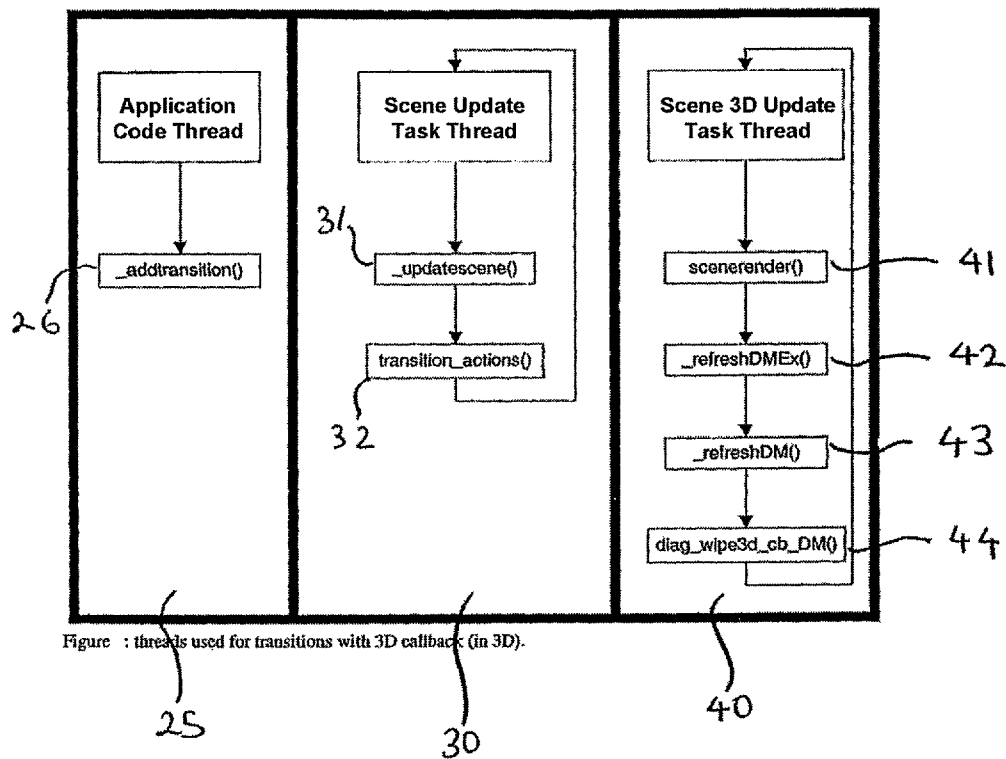 Application
Code Thread
_addtransition()
26
25
Scene Update
Task Thread
31
_updatescene()
transition_actions()
32
30
Scene 3D Update
Task Thread
scenerender()
41
_refreshDMEx()
42
_refreshDM()
43
diag_wipe3d_cb_DM()
44
40
Figure : threads used for transitions with 3D callback (in 3D).